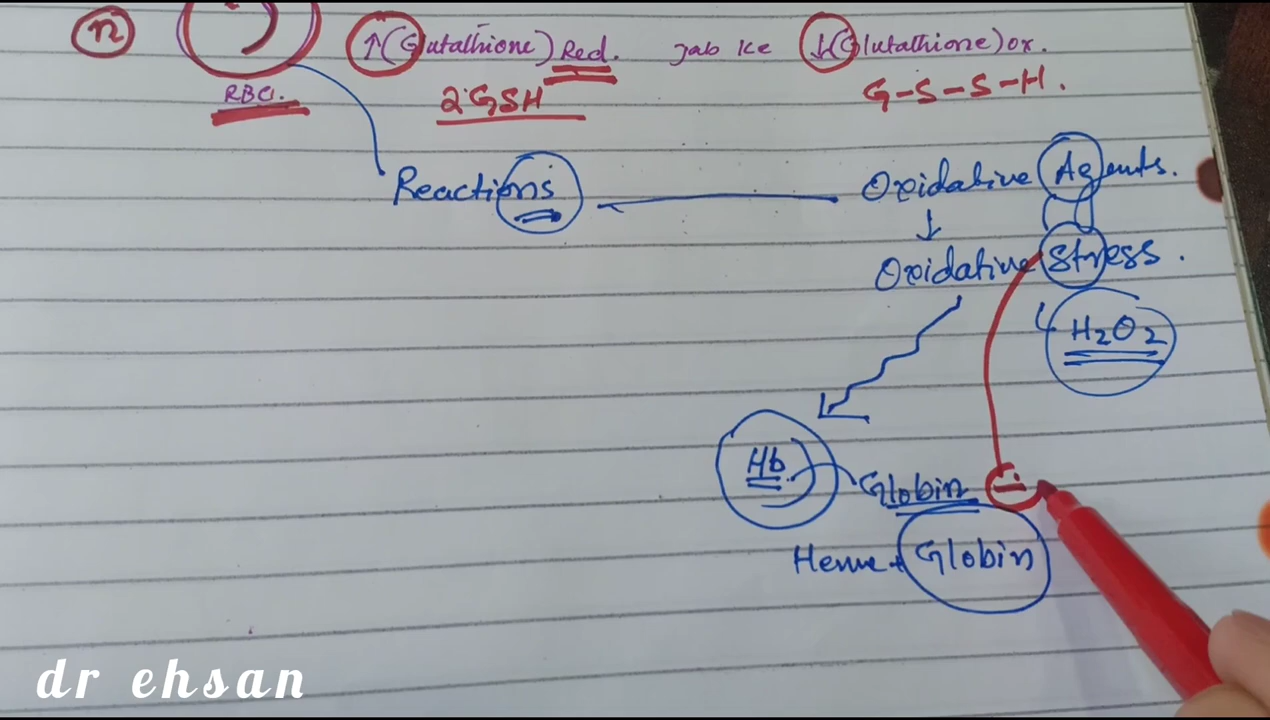 n ↑(Glutathione) Red. jab ke ↓(Glutathione) ox.
RBC. 2GSH G-S-S-H.
Reactions Oxidative Agents.
↓
Oxidative Stress.
H2O2
Hb Globin
Heme + Globin
dr ehsan